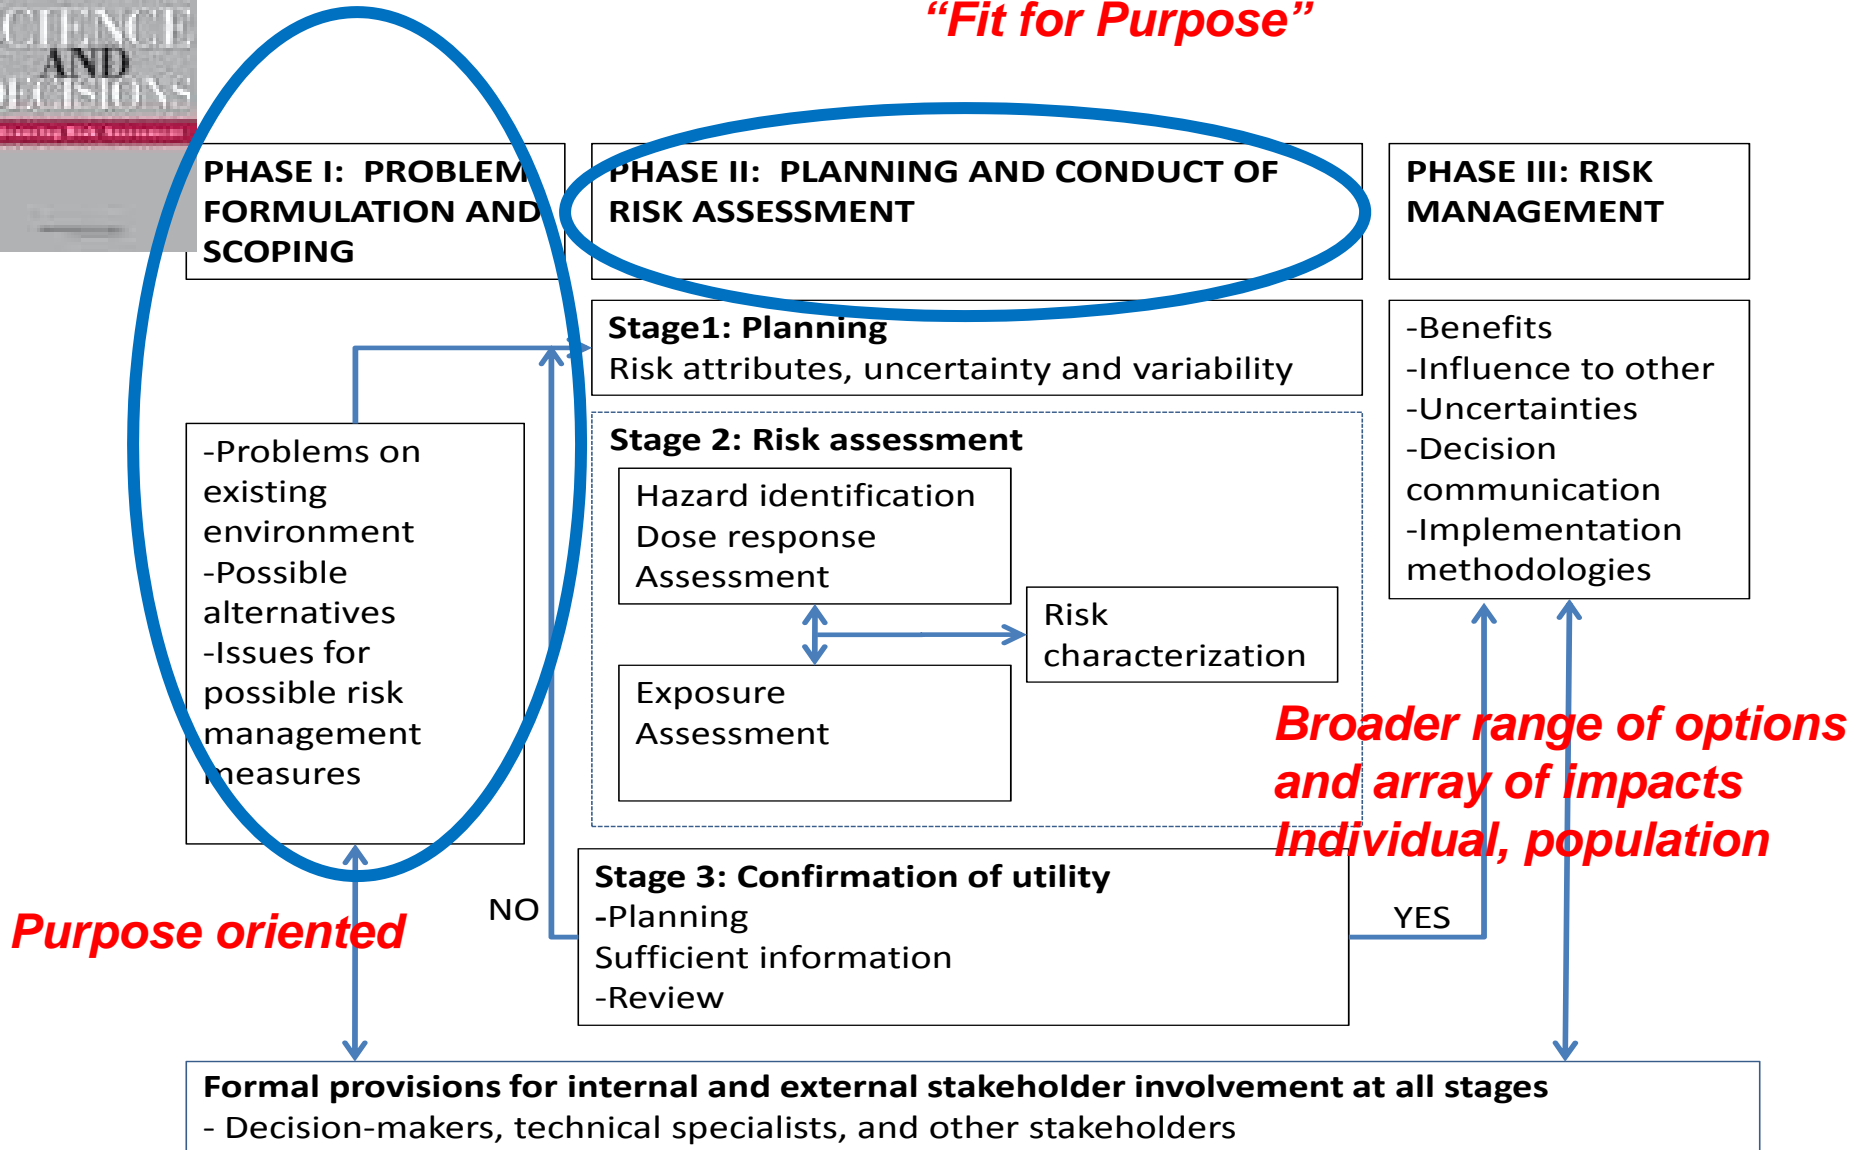 SCIENCE
AND
DECISIONS
“Fit for Purpose”
PHASE I: PROBLEM
FORMULATION AND
SCOPING
PHASE II: PLANNING AND CONDUCT OF
RISK ASSESSMENT
PHASE III: RISK
MANAGEMENT
Stage1: Planning
Risk attributes, uncertainty and variability
-Benefits
-Influence to other
-Uncertainties
-Decision
communication
-Implementation
methodologies
-Problems on
existing
environment
-Possible
alternatives
-Issues for
possible risk
management
measures
Stage 2: Risk assessment
Hazard identification
Dose response
Assessment
Risk
characterization
Exposure
Assessment
Broader range of options
and array of impacts
Individual, population
Purpose oriented
NO
Stage 3: Confirmation of utility
-Planning
Sufficient information
-Review
YES
Formal provisions for internal and external stakeholder involvement at all stages
- Decision-makers, technical specialists, and other stakeholders